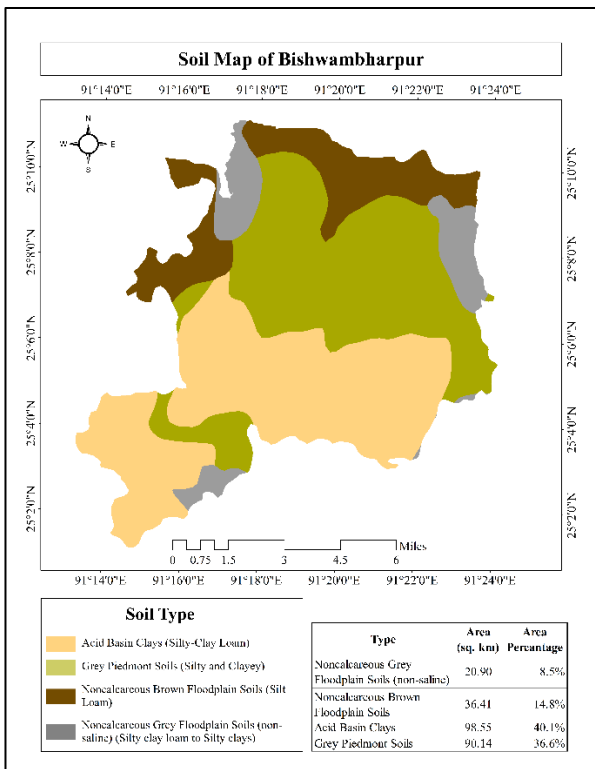 Soil Map of Bishwambharpur
91°14'0"E 91°16'0"E 91°18'0"E 91°20'0"E 91°22'0"E 91°24'0"E
N
W E
S
25°10'0"N 25°10'0"N
25°8'0"N 25°8'0"N
25°6'0"N 25°6'0"N
25°4'0"N 25°4'0"N
25°2'0"N 25°2'0"N
Miles
0 0.75 1.5 3 4.5 6
91°14'0"E 91°16'0"E 91°18'0"E 91°20'0"E 91°22'0"E 91°24'0"E
Soil Type
Acid Basin Clays (Silty-Clay Loam)
Grey Piedmont Soils (Silty and Clayey)
Noncalcareous Brown Floodplain Soils (Silt
Loam)
Noncalcareous Grey Floodplain Soils (non-
saline) (Silty clay loam to Silty clays)
Type Area (sq. km) Area Percantage
Noncalcareous Grey
Floodplain Soils (non-saline) 20.90 8.5%
Noncalcareous Brown
Floodplain Soils 36.41 14.8%
Acid Basin Clays 98.55 40.1%
Grey Piedmont Soils 90.14 36.6%